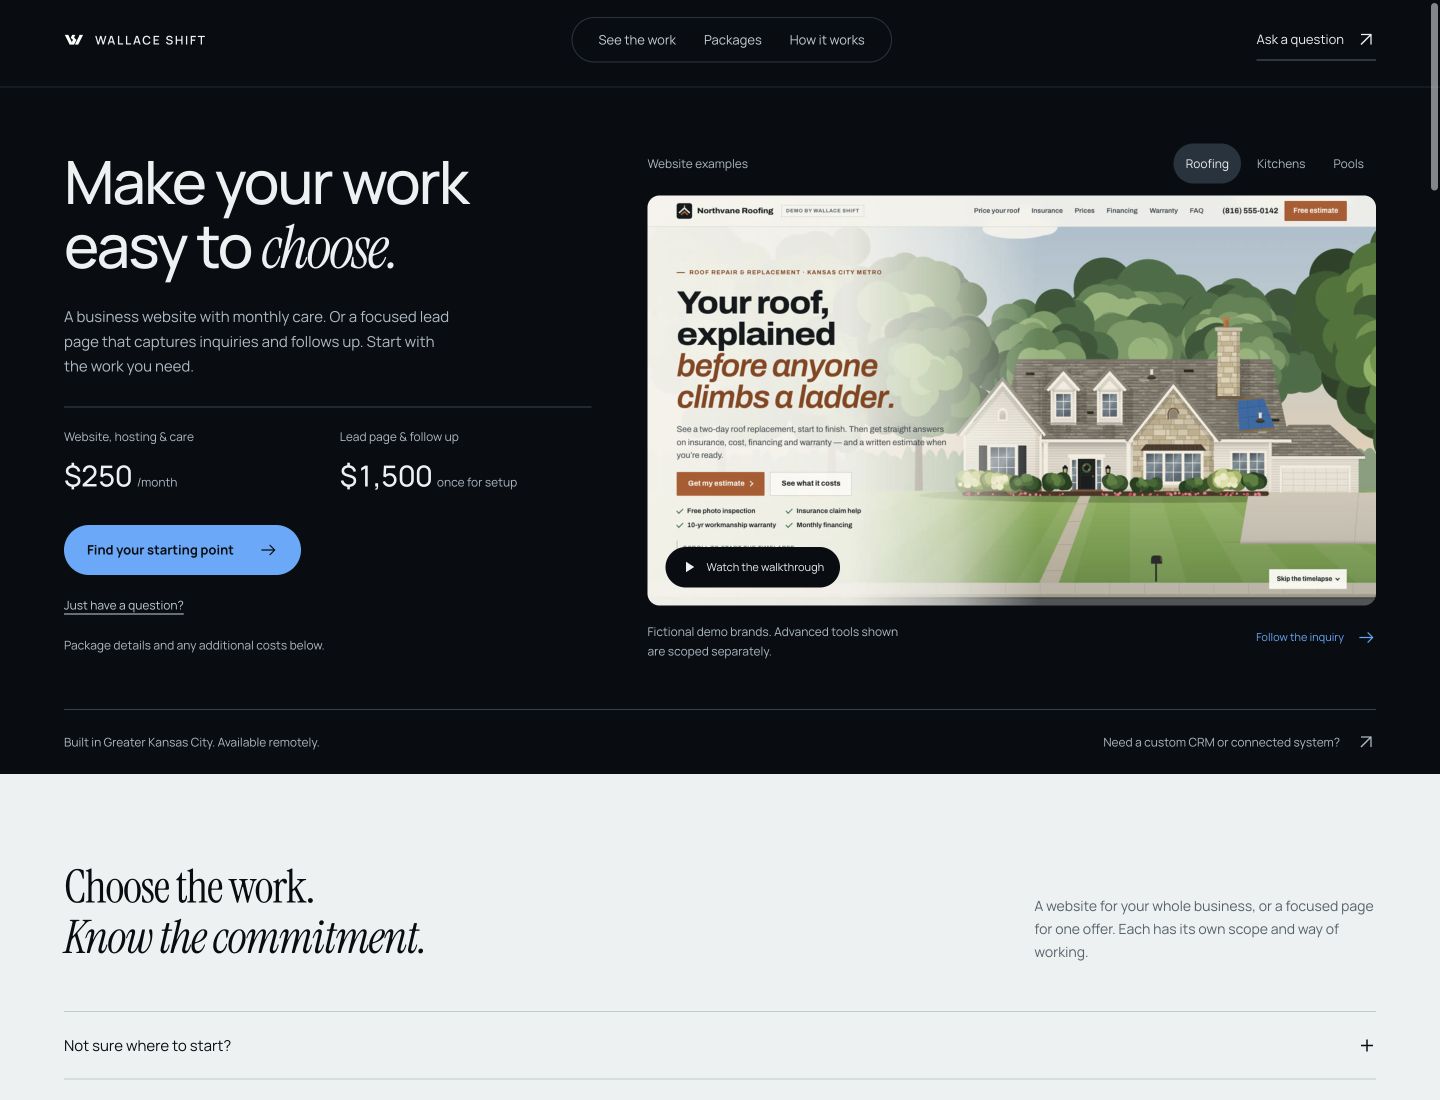 WALLACE SHIFT
See the work
Packages
How it works
Ask a question
Make your work
easy to choose.
A business website with monthly care. Or a focused lead
page that captures inquiries and follows up. Start with
the work you need.
Website, hosting & care
$250 /month
Lead page & follow up
$1,500 once for setup
Find your starting point
Just have a question?
Package details and any additional costs below.
Website examples
Roofing
Kitchens
Pools
Northvane Roofing
DEMO BY WALLACE SHIFT
Price your roof
Insurance
Prices
Financing
Warranty
FAQ
(816) 555-0142
Free estimate
ROOF REPAIR & REPLACEMENT · KANSAS CITY METRO
Your roof,
explained
before anyone
climbs a ladder.
See a two-day roof replacement, start to finish. Then get straight answers
on insurance, cost, financing and warranty — and a written estimate when
you're ready.
Get my estimate
See what it costs
Free photo inspection
Insurance claim help
10-yr workmanship warranty
Monthly financing
Watch the walkthrough
Skip the timelapse
Fictional demo brands. Advanced tools shown
are scoped separately.
Follow the inquiry
Built in Greater Kansas City. Available remotely.
Need a custom CRM or connected system?
Choose the work.
Know the commitment.
A website for your whole business, or a focused page
for one offer. Each has its own scope and way of
working.
Not sure where to start?